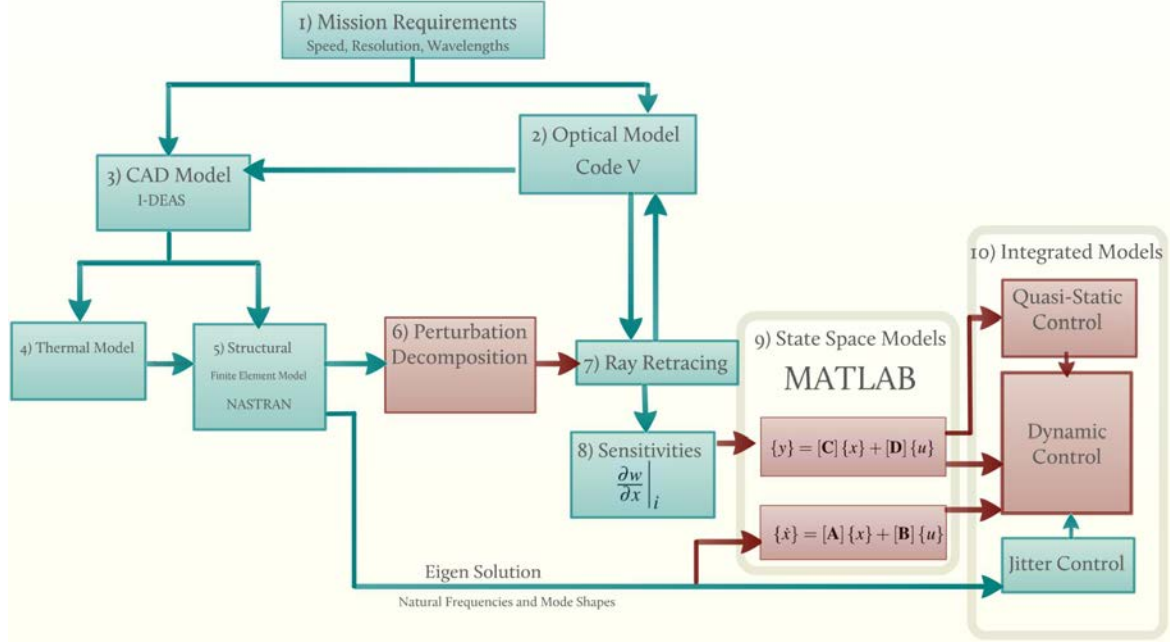 1) Mission Requirements
Speed, Resolution, Wavelengths
2) Optical Model
Code V
3) CAD Model
I-DEAS
4) Thermal Model
5) Structural
Finite Element Model
NASTRAN
6) Perturbation
Decomposition
7) Ray Retracing
8) Sensitivities
∂w/∂x|i
9) State Space Models
MATLAB
{y} = [C]{x} + [D]{u}
{ẋ} = [A]{x} + [B]{u}
10) Integrated Models
Quasi-Static
Control
Dynamic
Control
Jitter Control
Eigen Solution
Natural Frequencies and Mode Shapes